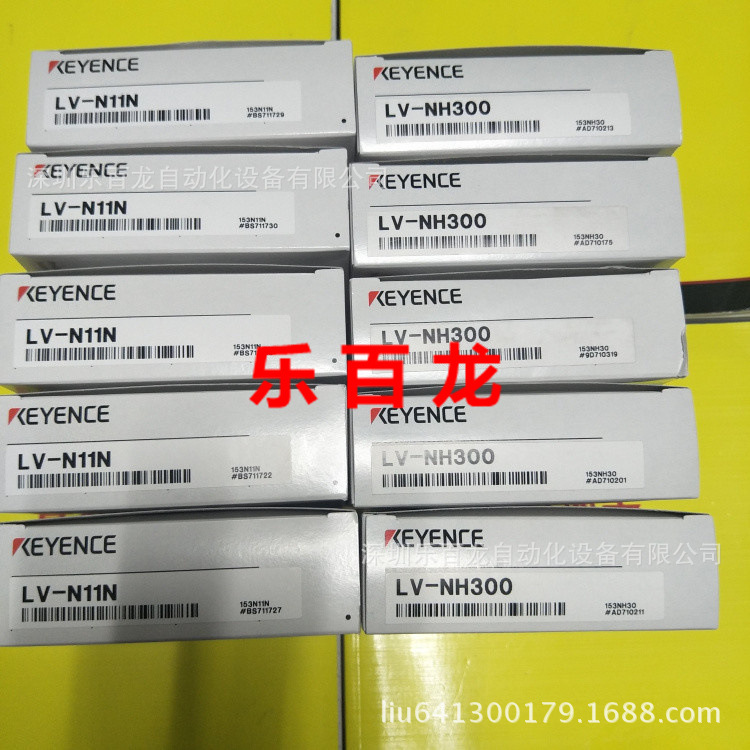 KEYENCE
LV-N11N
153N11N
#BS711729
KEYENCE
LV-NH300
153NH30
#AD710213
KEYENCE
深圳乐百龙自动化设备有限公司
LV-N11N
153N11N
#BS711730
KEYENCE
LV-NH300
153NH30
#AD710175
KEYENCE
LV-N11N
153N11N
#BS71
KEYENCE
LV-NH300
153NH30
#9D710319
乐百龙
KEYENCE
LV-N11N
153N11N
#BS711722
KEYENCE
LV-NH300
153NH30
#AD710201
KEYENCE
LV-N11N
153N11N
#BS711727
KEYENCE
深圳乐百龙自动化设备有限公司
LV-NH300
153NH30
#AD710211
liu641300179.1688.com